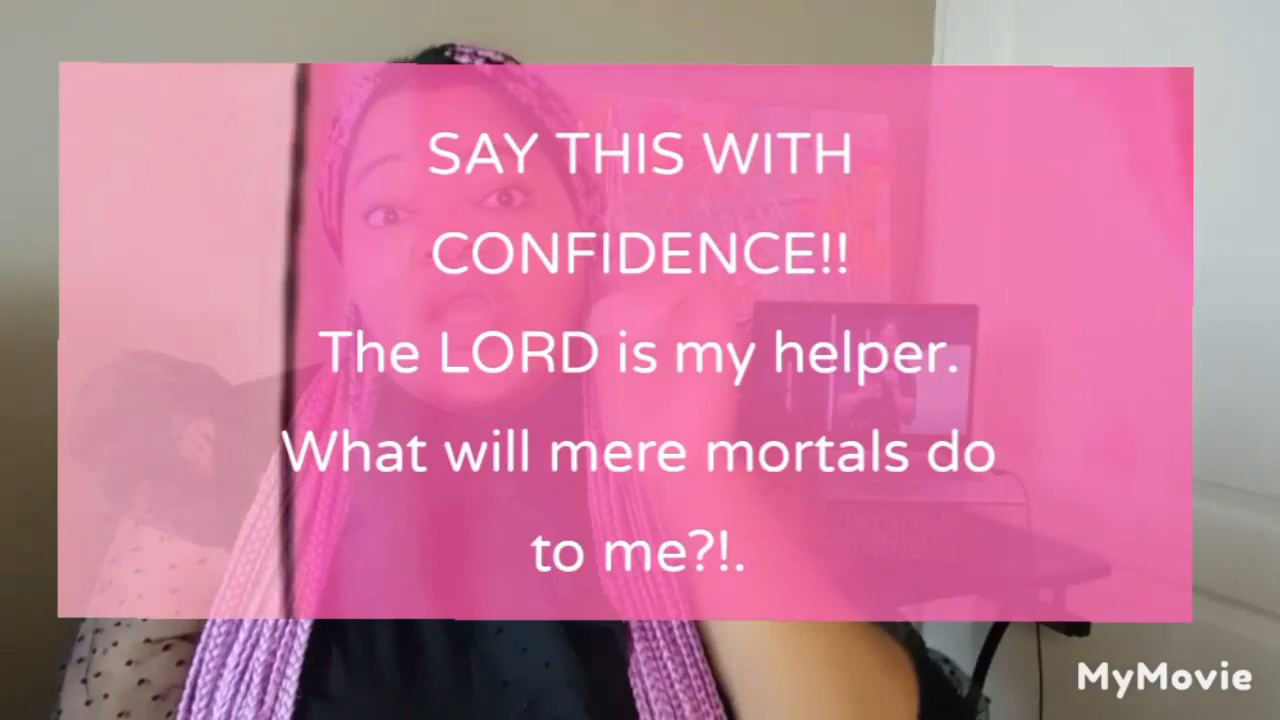 SAY THIS WITH
CONFIDENCE!!
The LORD is my helper.
What will mere mortals do
to me?!.
MyMovie